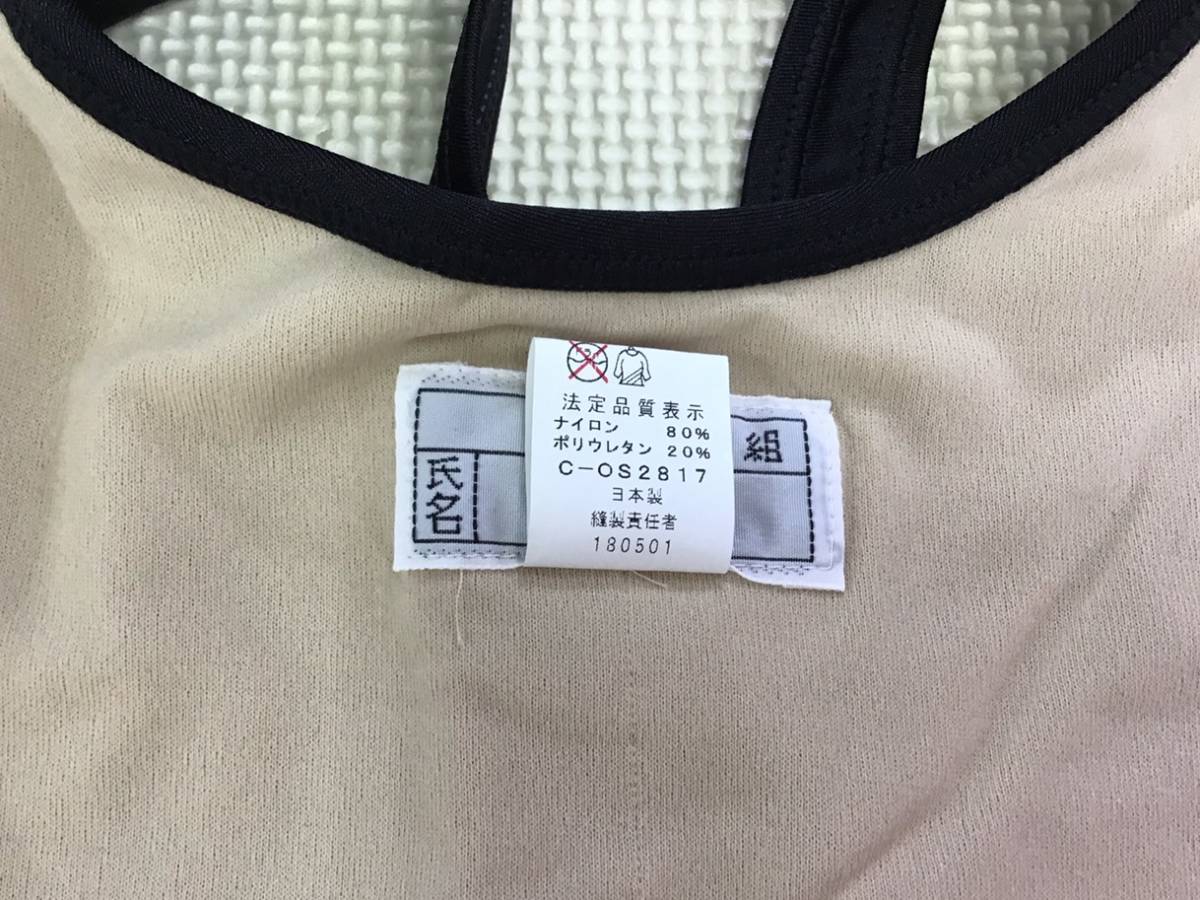 法定品質表示
ナイロン 80%
ポリウレタン 20%
C-OS2817
日本製
縫製責任者
180501
組
氏名